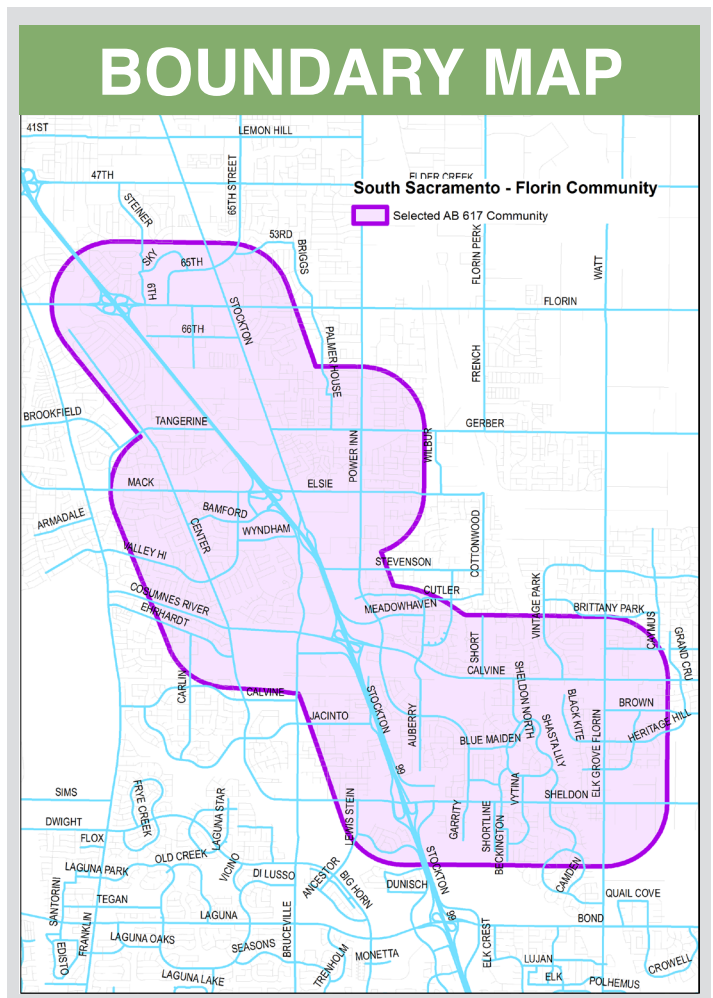 BOUNDARY MAP
41ST
LEMON HILL
47TH
65TH STREET
ELDER CREEK
South Sacramento - Florin Community
Selected AB 617 Community
STEINER
53RD
BRIGGS
FLORIN PERK
WATT
SKY
65TH
6TH
STOCKTON
FLORIN
66TH
PALMER HOUSE
FRENCH
BROOKFIELD
TANGERINE
GERBER
POWER INN
WILBUR
MACK
ELSIE
ARMADALE
BAMFORD
CENTER
WYNDHAM
COTTONWOOD
VALLEY HI
STEVENSON
COSUMNES RIVER
EHRHARDT
CUTLER
MEADOWHAVEN
VINTAGE PARK
BRITTANY PARK
CAYMUS
GRAND CRU
SHORT
CALVINE
CARLIN
CALVINE
STOCKTON
SHELDON NORTH
BLACK KITE
BROWN
JACINTO
AUBERRY
SHASTA LILY
ELK GROVE FLORIN
HERITAGE HILL
BLUE MAIDEN
99
SIMS
FRYE CREEK
LAGUNA STAR
LEWIS STEIN
GARRITY
SHORTLINE
BECKINGTON
VYTINA
SHELDON
DWIGHT
FLOX
OLD CREEK
VICINO
STOCKTON
LAGUNA PARK
DI LUSSO
ANCESTOR
BIG HORN
DUNISCH
CAMDEN
QUAIL COVE
SANTORINI
TEGAN
FRANKLIN
LAGUNA
BRUCEVILLE
99
BOND
EDISTO
LAGUNA OAKS
SEASONS
TRENHOLM
MONETTA
ELK CREST
LUJAN
CROWELL
LAGUNA LAKE
ELK
POLHEMUS